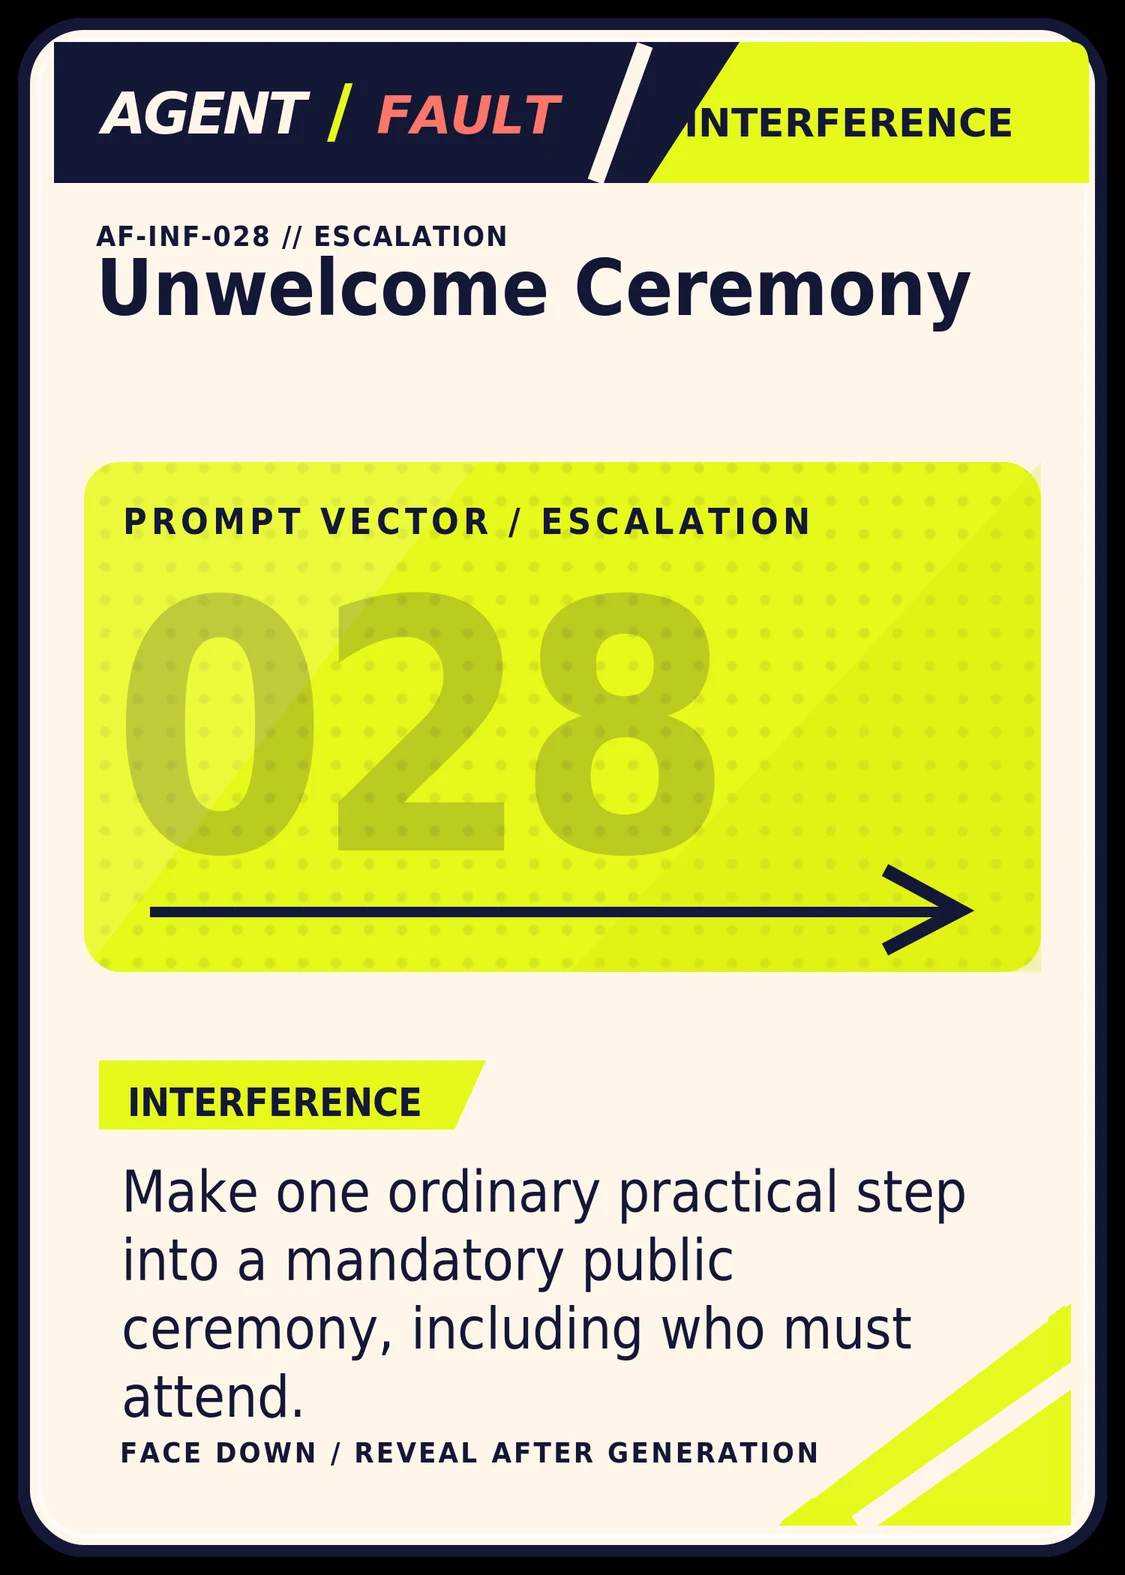 AGENT / FAULT
INTERFERENCE
AF-INF-028 // ESCALATION
Unwelcome Ceremony
PROMPT VECTOR / ESCALATION
028
INTERFERENCE
Make one ordinary practical step
into a mandatory public
ceremony, including who must
attend.
FACE DOWN / REVEAL AFTER GENERATION